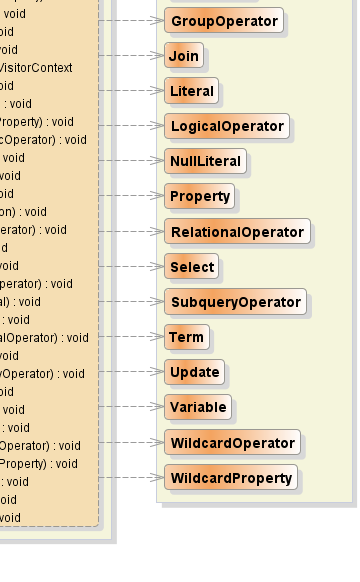 void
oid
void
VisitorContext
oid
: void
Property) : void
cOperator) : void
void
void
oid
on) : void
erator) : void
d
void
perator) : void
al) : void
: void
alOperator) : void
void
yOperator) : void
oid
void
: void
Operator) : void
Property) : void
: void
oid
void
GroupOperator
Join
Literal
LogicalOperator
NullLiteral
Property
RelationalOperator
Select
SubqueryOperator
Term
Update
Variable
WildcardOperator
WildcardProperty